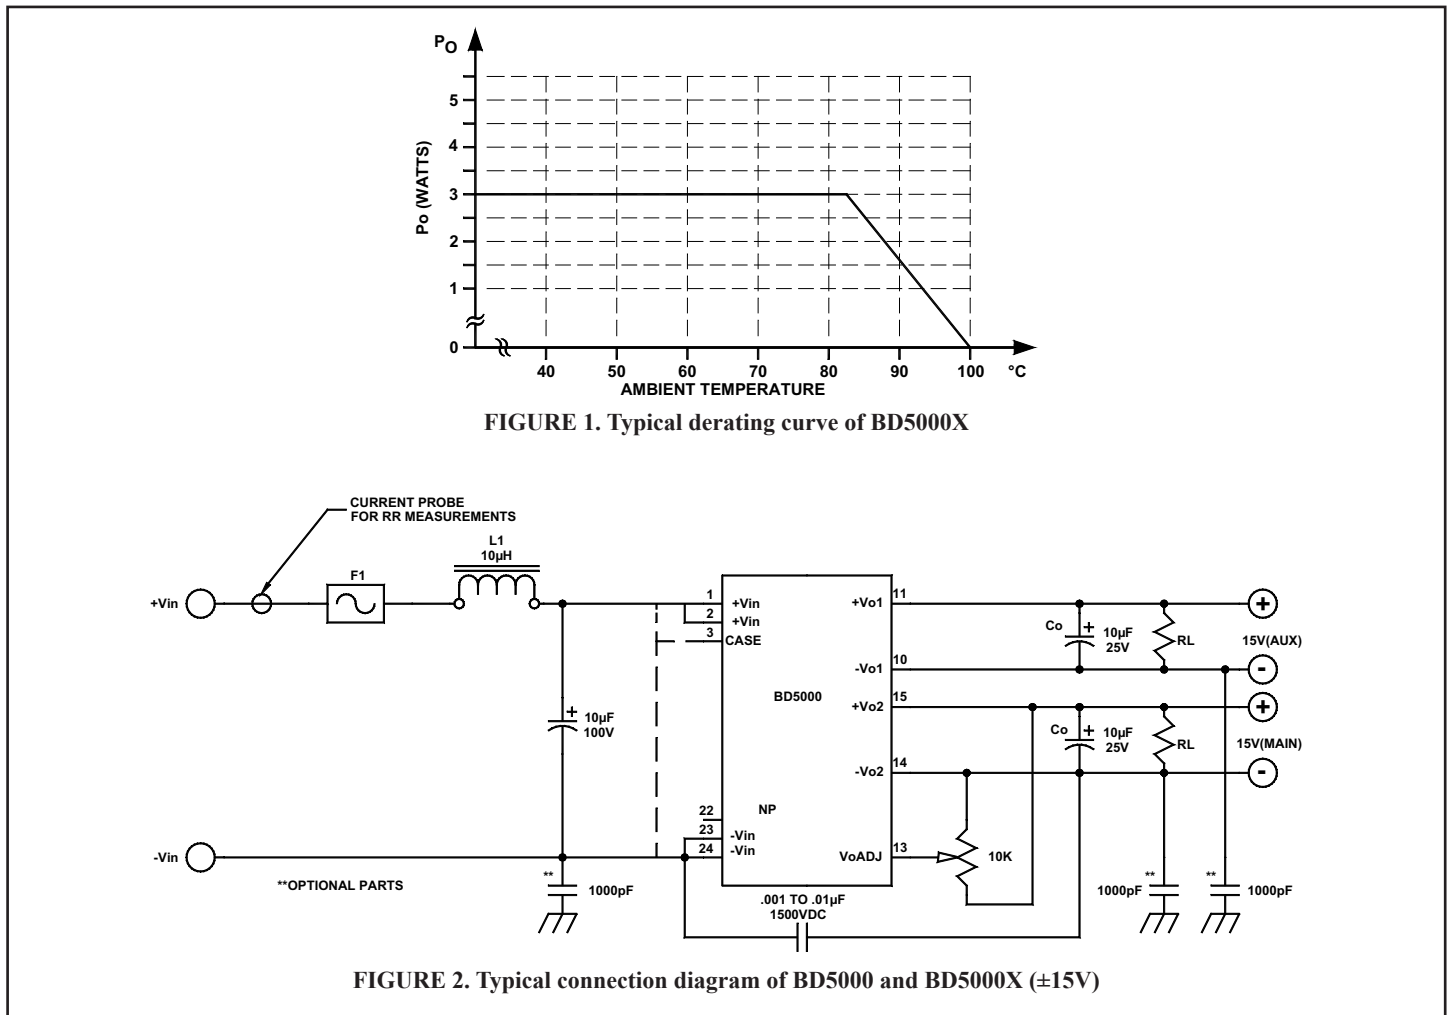 PO
Po (WATTS)
5
4
3
2
1
0
40 50 60 70 80 90 100 °C
AMBIENT TEMPERATURE
FIGURE 1. Typical derating curve of BD5000X
CURRENT PROBE
FOR RR MEASUREMENTS
L1
10µH
F1
+Vin
1
+Vin
2
+Vin
3
CASE
10µF
100V
BD5000
22
NP
23
-Vin
24
-Vin
-Vin
**OPTIONAL PARTS
**
1000pF
.001 TO .01µF
1500VDC
+Vo1
11
-Vo1
10
+Vo2
15
-Vo2
14
VoADJ
13
Co
+
10µF
25V
RL
+
15V(AUX)
-
Co
+
10µF
25V
RL
+
15V(MAIN)
-
10K
**
1000pF
**
1000pF
+
FIGURE 2. Typical connection diagram of BD5000 and BD5000X (±15V)